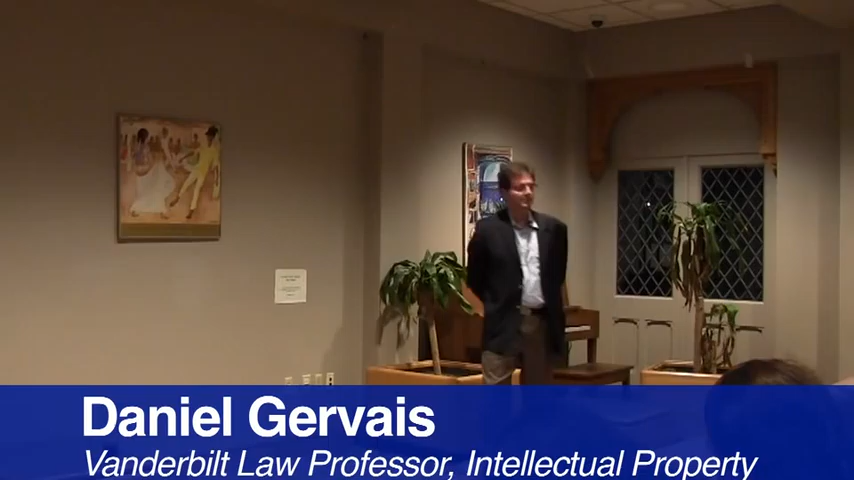 Daniel Gervais
Vanderbilt Law Professor, Intellectual Property